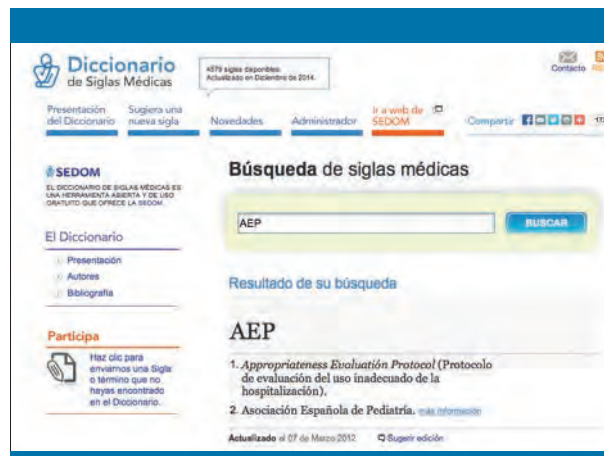 Diccionario
de Siglas Médicas
4579 siglas disponibles.
Actualizado en Diciembre de 2014.
Contacto
Presentación
del Diccionario
Sugiera una
nueva sigla
Novedades
Administrador
Ir a web de
SEDOM
Compartir
SEDOM
EL DICCIONARIO DE SIGLAS MÉDICAS ES
UNA HERRAMIENTA ABIERTA Y DE USO
GRATUITO QUE OFRECE LA SEDOM.
El Diccionario
Presentación
Autores
Bibliografía
Participa
Haz clic para
enviarnos una Sigla
o término que no
hayas encontrado
en el Diccionario.
Búsqueda de siglas médicas
AEP
BUSCAR
Resultado de su búsqueda
AEP
1. Appropriateness Evaluatión Protocol (Protocolo
de evaluación del uso inadecuado de la
hospitalización).
2. Asociación Española de Pediatría. más información
Actualizado el 07 de Marzo 2012
Sugerir edición